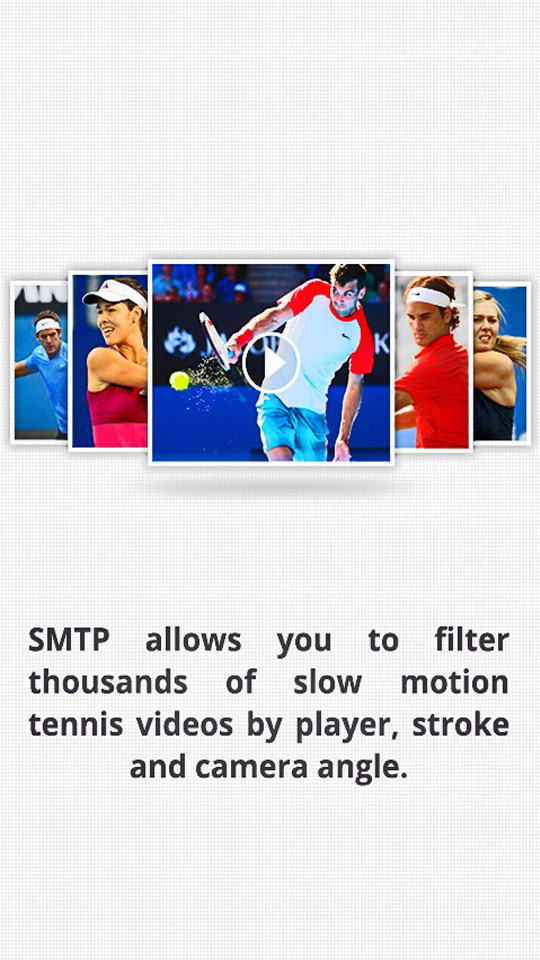 SMTP allows you to filter
thousands of slow motion
tennis videos by player, stroke
and camera angle.